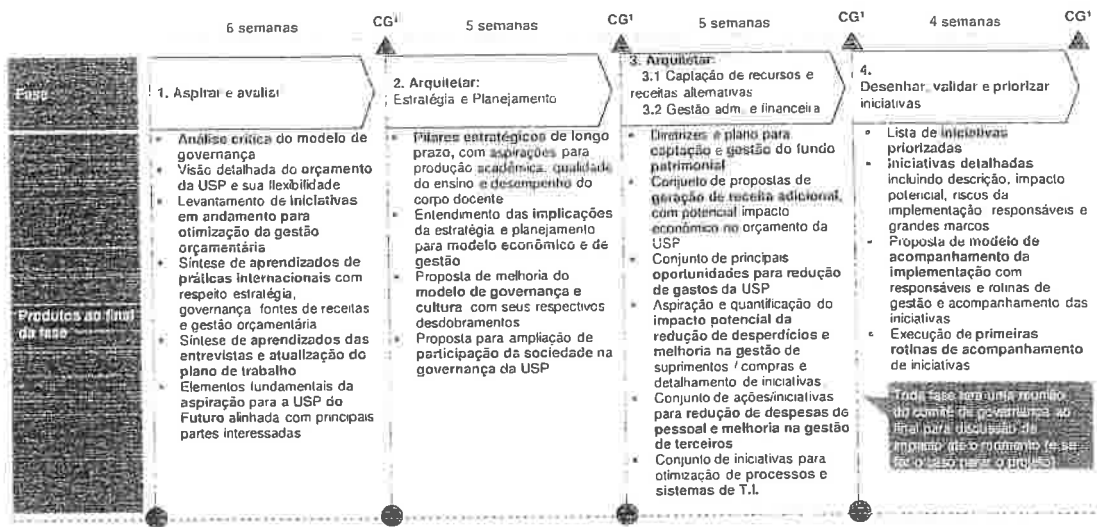 6 semanas
CG¹
5 semanas
CG¹
5 semanas
CG¹
4 semanas
CG¹
Fase
1. Aspirar e avaliar
2. Arquitetar:
Estratégia e Planejamento
3. Arquitetar:
3.1 Captação de recursos e
receitas alternativas
3.2 Gestão adm. e financeira
4.
Desenhar, validar e priorizar
iniciativas
Produtos ao final
da fase
• Análise crítica do modelo de
governança
• Visão detalhada do orçamento
da USP e sua flexibilidade
• Levantamento de iniciativas
em andamento para
otimização da gestão
orçamentária
• Síntese de aprendizados de
práticas internacionais com
respeito estratégia,
governança fontes de receitas
e gestão orçamentária
• Síntese de aprendizados das
entrevistas e atualização do
plano de trabalho
• Elementos fundamentais da
aspiração para a USP do
Futuro alinhada com principais
partes interessadas
• Pilares estratégicos de longo
prazo, com aspirações para
produção acadêmica, qualidade
do ensino e desempenho do
corpo docente
• Entendimento das implicações
da estratégia e planejamento
para modelo econômico e de
gestão
• Proposta de melhoria do
modelo de governança e
cultura com seus respectivos
desdobramentos
• Proposta para ampliação de
participação da sociedade na
governança da USP
• Diretrizes e plano para
captação e gestão do fundo
patrimonial
• Conjunto de propostas de
geração de receita adicional,
com potencial impacto
econômico no orçamento da
USP
• Conjunto de principais
oportunidades para redução
de gastos da USP
• Aspiração e quantificação do
impacto potencial da
redução de desperdícios e
melhoria na gestão de
suprimentos / compras e
detalhamento de iniciativas
• Conjunto de ações/iniciativas
para redução de despesas de
pessoal e melhoria na gestão
de terceiros
• Conjunto de iniciativas para
otimização de processos e
sistemas de T.I.
• Lista de iniciativas
priorizadas
• Iniciativas detalhadas
incluindo descrição, impacto
potencial, riscos da
implementação responsáveis e
grandes marcos
• Proposta de modelo de
acompanhamento da
implementação com
responsáveis e rotinas de
gestão e acompanhamento das
iniciativas
• Execução de primeiras
rotinas de acompanhamento
de iniciativas
Toda fase terá uma reunião
do comitê de governança ao
final para discussão de
impacto até o momento (e se
for o caso o projeto)